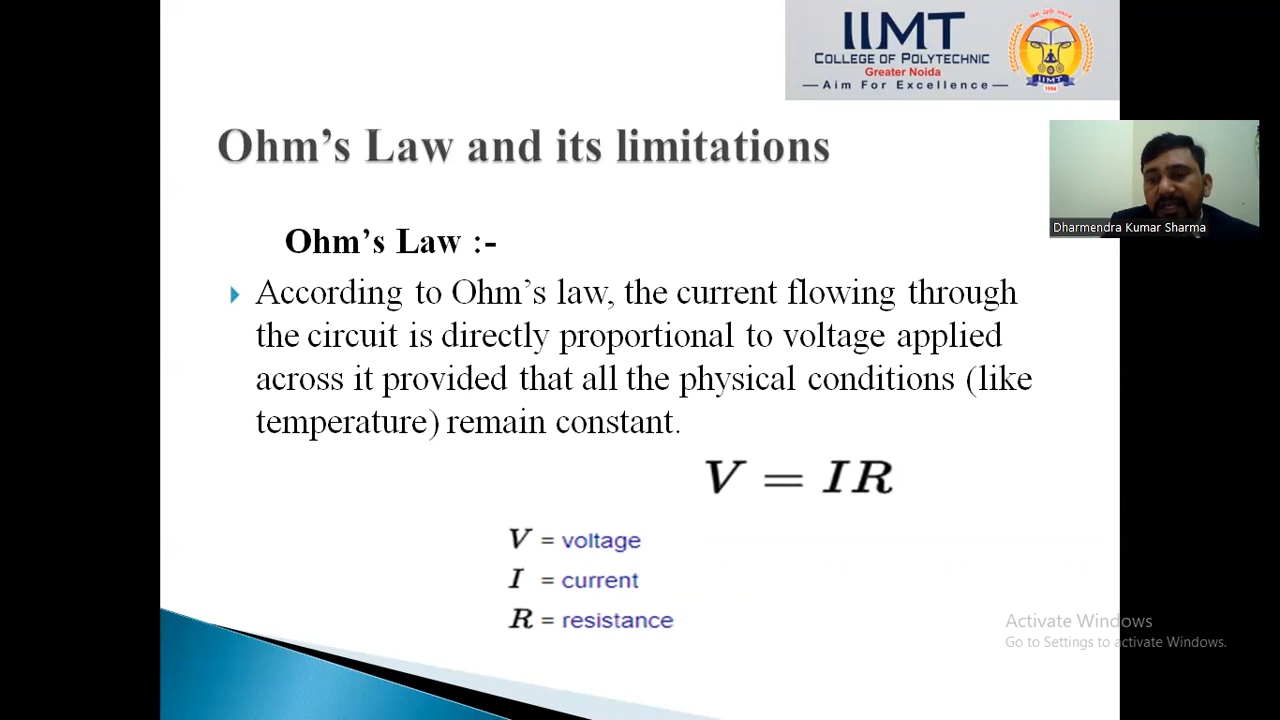 IIMT
COLLEGE OF POLYTECHNIC
Greater Noida
Aim For Excellence
IIMT
Ohm's Law and its limitations
Dharmendra Kumar Sharma
Ohm's Law :-
According to Ohm's law, the current flowing through
the circuit is directly proportional to voltage applied
across it provided that all the physical conditions (like
temperature) remain constant.
V = IR
V = voltage
I = current
R = resistance
Activate Windows
Go to Settings to activate Windows.